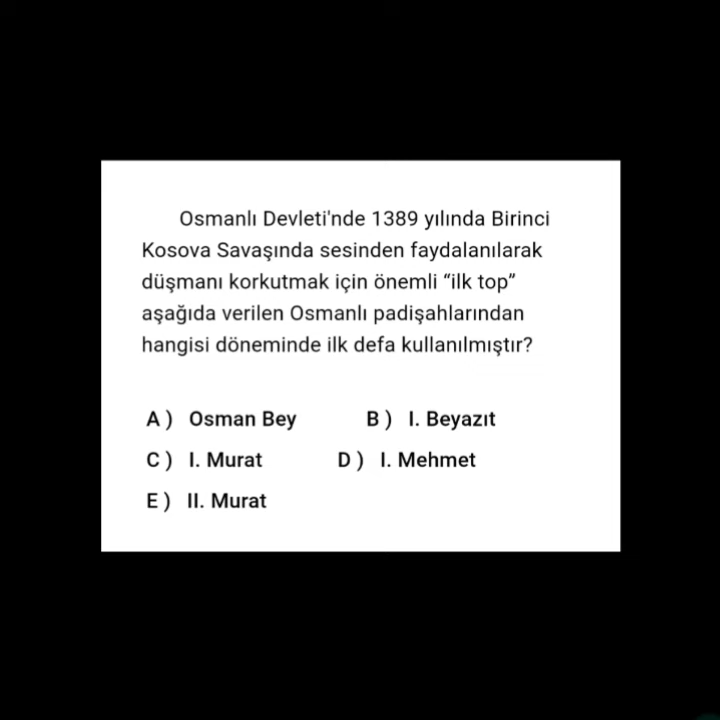 Osmanlı Devleti'nde 1389 yılında Birinci
Kosova Savaşında sesinden faydalanılarak
düşmanı korkutmak için önemli “ilk top”
aşağıda verilen Osmanlı padişahlarından
hangisi döneminde ilk defa kullanılmıştır?
A ) Osman Bey B ) I. Beyazıt
C ) I. Murat D ) I. Mehmet
E ) II. Murat